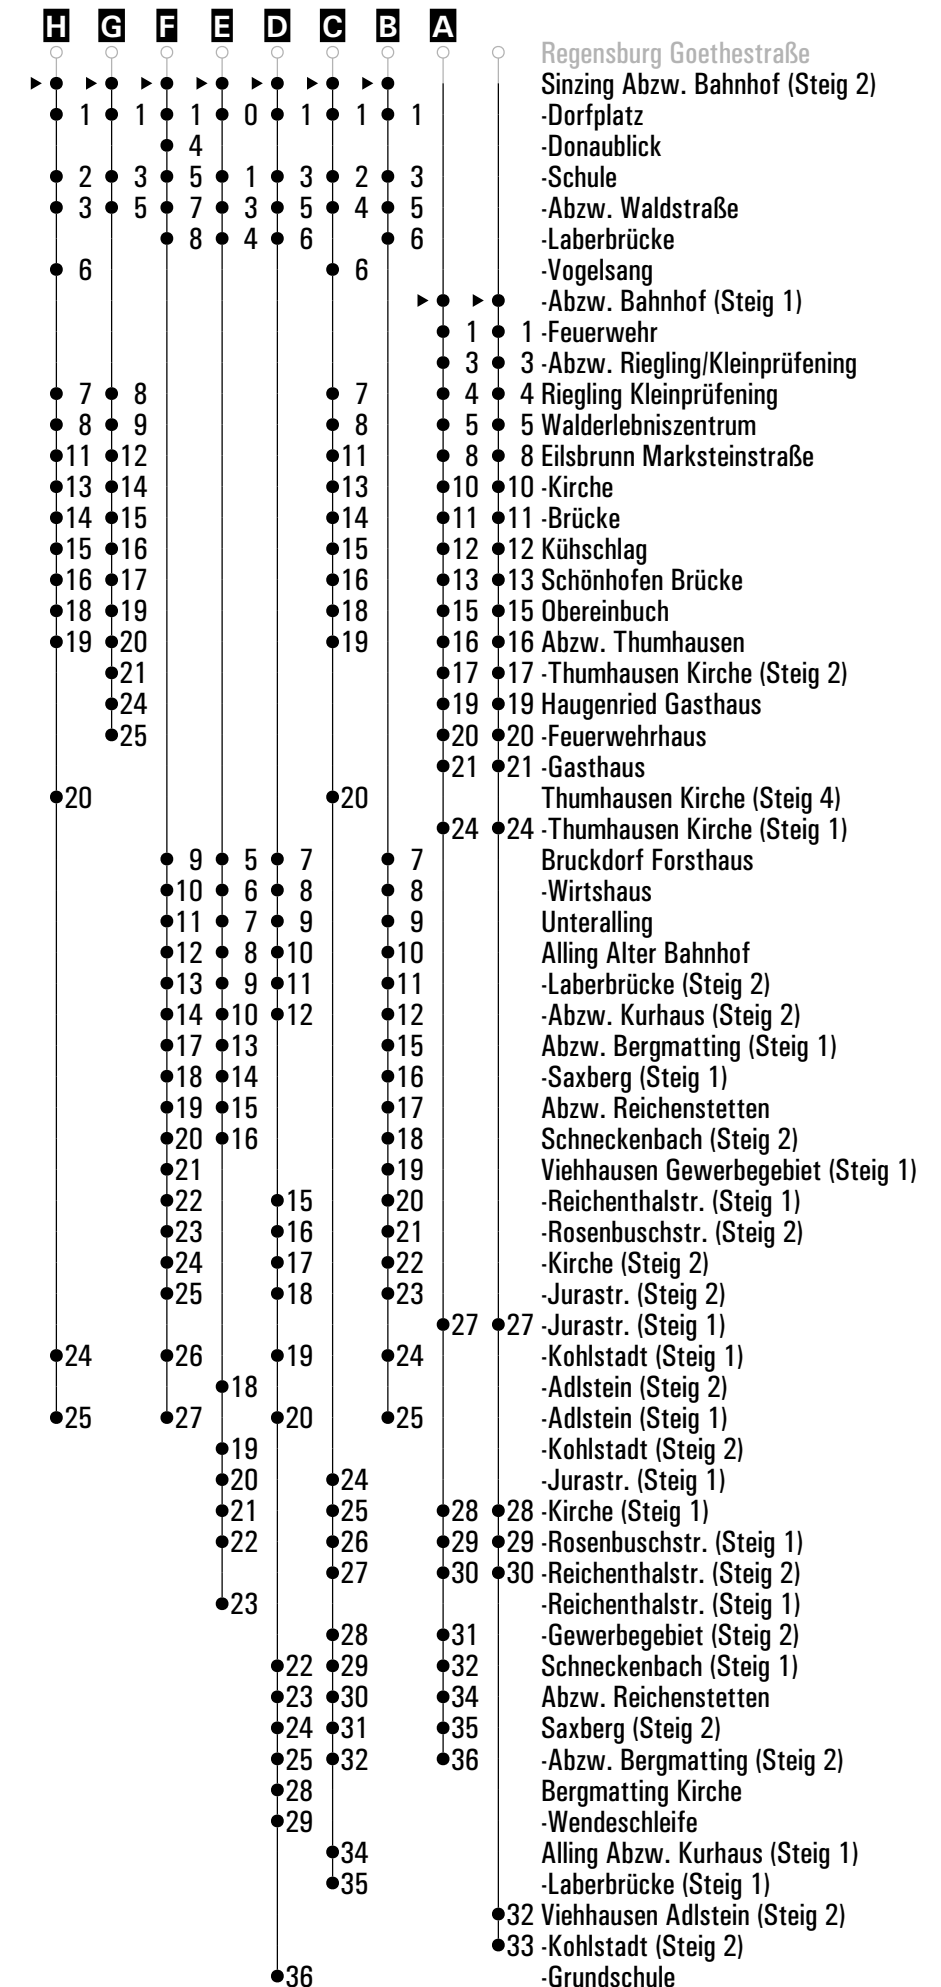 H G F E D C B A
Regensburg Goethestraße
Sinzing Abzw. Bahnhof (Steig 2)
1 1 1 0 1 1 1 -Dorfplatz
4 -Donaublick
2 3 5 1 3 2 3 -Schule
3 5 7 3 5 4 5 -Abzw. Waldstraße
8 4 6 6 -Laberbrücke
6 6 -Vogelsang
-Abzw. Bahnhof (Steig 1)
1 1 -Feuerwehr
3 3 -Abzw. Riegling/Kleinprüfening
7 8 7 4 4 Riegling Kleinprüfening
8 9 8 5 5 Walderlebniszentrum
11 12 11 8 8 Eilsbrunn Marksteinstraße
13 14 13 10 10 -Kirche
14 15 14 11 11 -Brücke
15 16 15 12 12 Kühschlag
16 17 16 13 13 Schönhofen Brücke
18 19 18 15 15 Obereinbuch
19 20 19 16 16 Abzw. Thumhausen
21 17 17 -Thumhausen Kirche (Steig 2)
24 19 19 Haugenried Gasthaus
25 20 20 -Feuerwehrhaus
21 21 -Gasthaus
20 20 Thumhausen Kirche (Steig 4)
24 24 -Thumhausen Kirche (Steig 1)
9 5 7 7 Bruckdorf Forsthaus
10 6 8 8 -Wirtshaus
11 7 9 9 Unteralling
12 8 10 10 Alling Alter Bahnhof
13 9 11 11 -Laberbrücke (Steig 2)
14 10 12 12 -Abzw. Kurhaus (Steig 2)
17 13 15 Abzw. Bergmatting (Steig 1)
18 14 16 -Saxberg (Steig 1)
19 15 17 Abzw. Reichenstetten
20 16 18 Schneckenbach (Steig 2)
21 19 Viehhausen Gewerbegebiet (Steig 1)
22 15 20 -Reichenthalstr. (Steig 1)
23 16 21 -Rosenbuschstr. (Steig 2)
24 17 22 -Kirche (Steig 2)
25 18 23 -Jurastr. (Steig 2)
27 27 -Jurastr. (Steig 1)
24 26 19 24 -Kohlstadt (Steig 1)
18 -Adlstein (Steig 2)
25 27 20 25 -Adlstein (Steig 1)
19 -Kohlstadt (Steig 2)
20 24 -Jurastr. (Steig 1)
21 25 28 28 -Kirche (Steig 1)
22 26 29 29 -Rosenbuschstr. (Steig 1)
27 30 30 -Reichenthalstr. (Steig 2)
23 -Reichenthalstr. (Steig 1)
28 31 -Gewerbegebiet (Steig 2)
22 29 32 Schneckenbach (Steig 1)
23 30 34 Abzw. Reichenstetten
24 31 35 Saxberg (Steig 2)
25 32 36 -Abzw. Bergmatting (Steig 2)
28 Bergmatting Kirche
29 -Wendeschleife
34 Alling Abzw. Kurhaus (Steig 1)
35 -Laberbrücke (Steig 1)
32 Viehhausen Adlstein (Steig 2)
33 -Kohlstadt (Steig 2)
36 -Grundschule